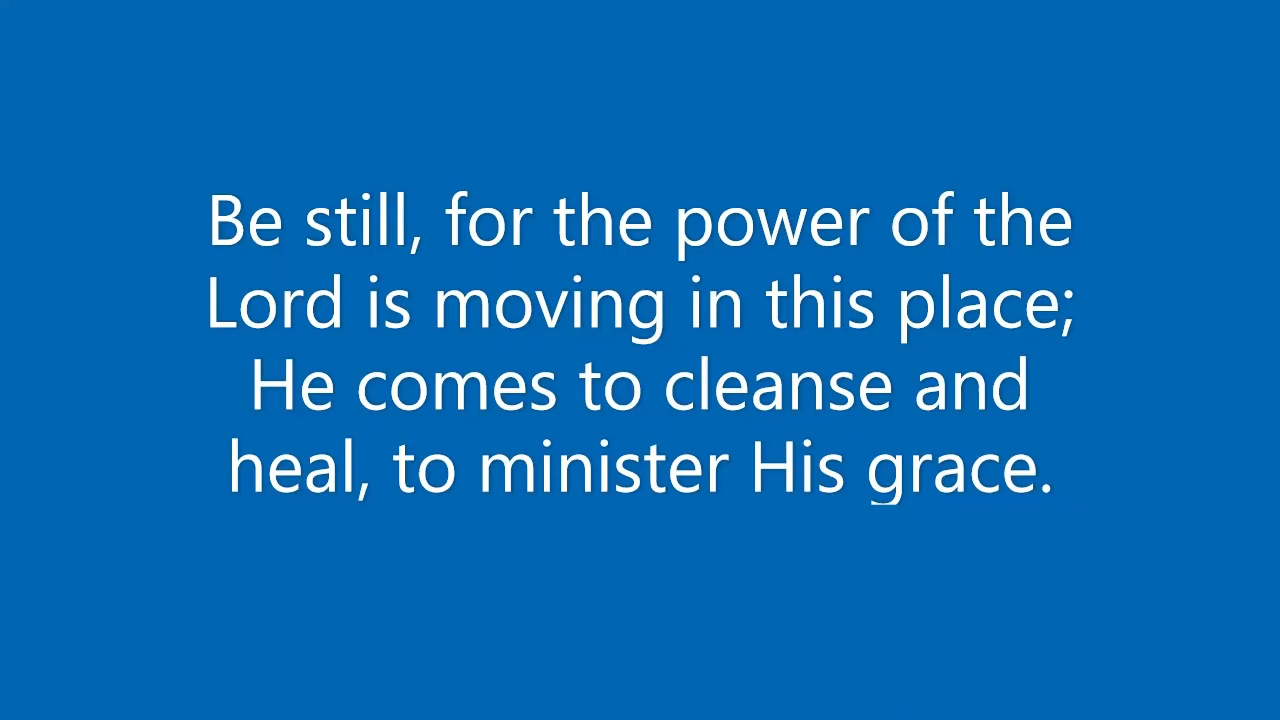 Be still, for the power of the
Lord is moving in this place;
He comes to cleanse and
heal, to minister His grace.